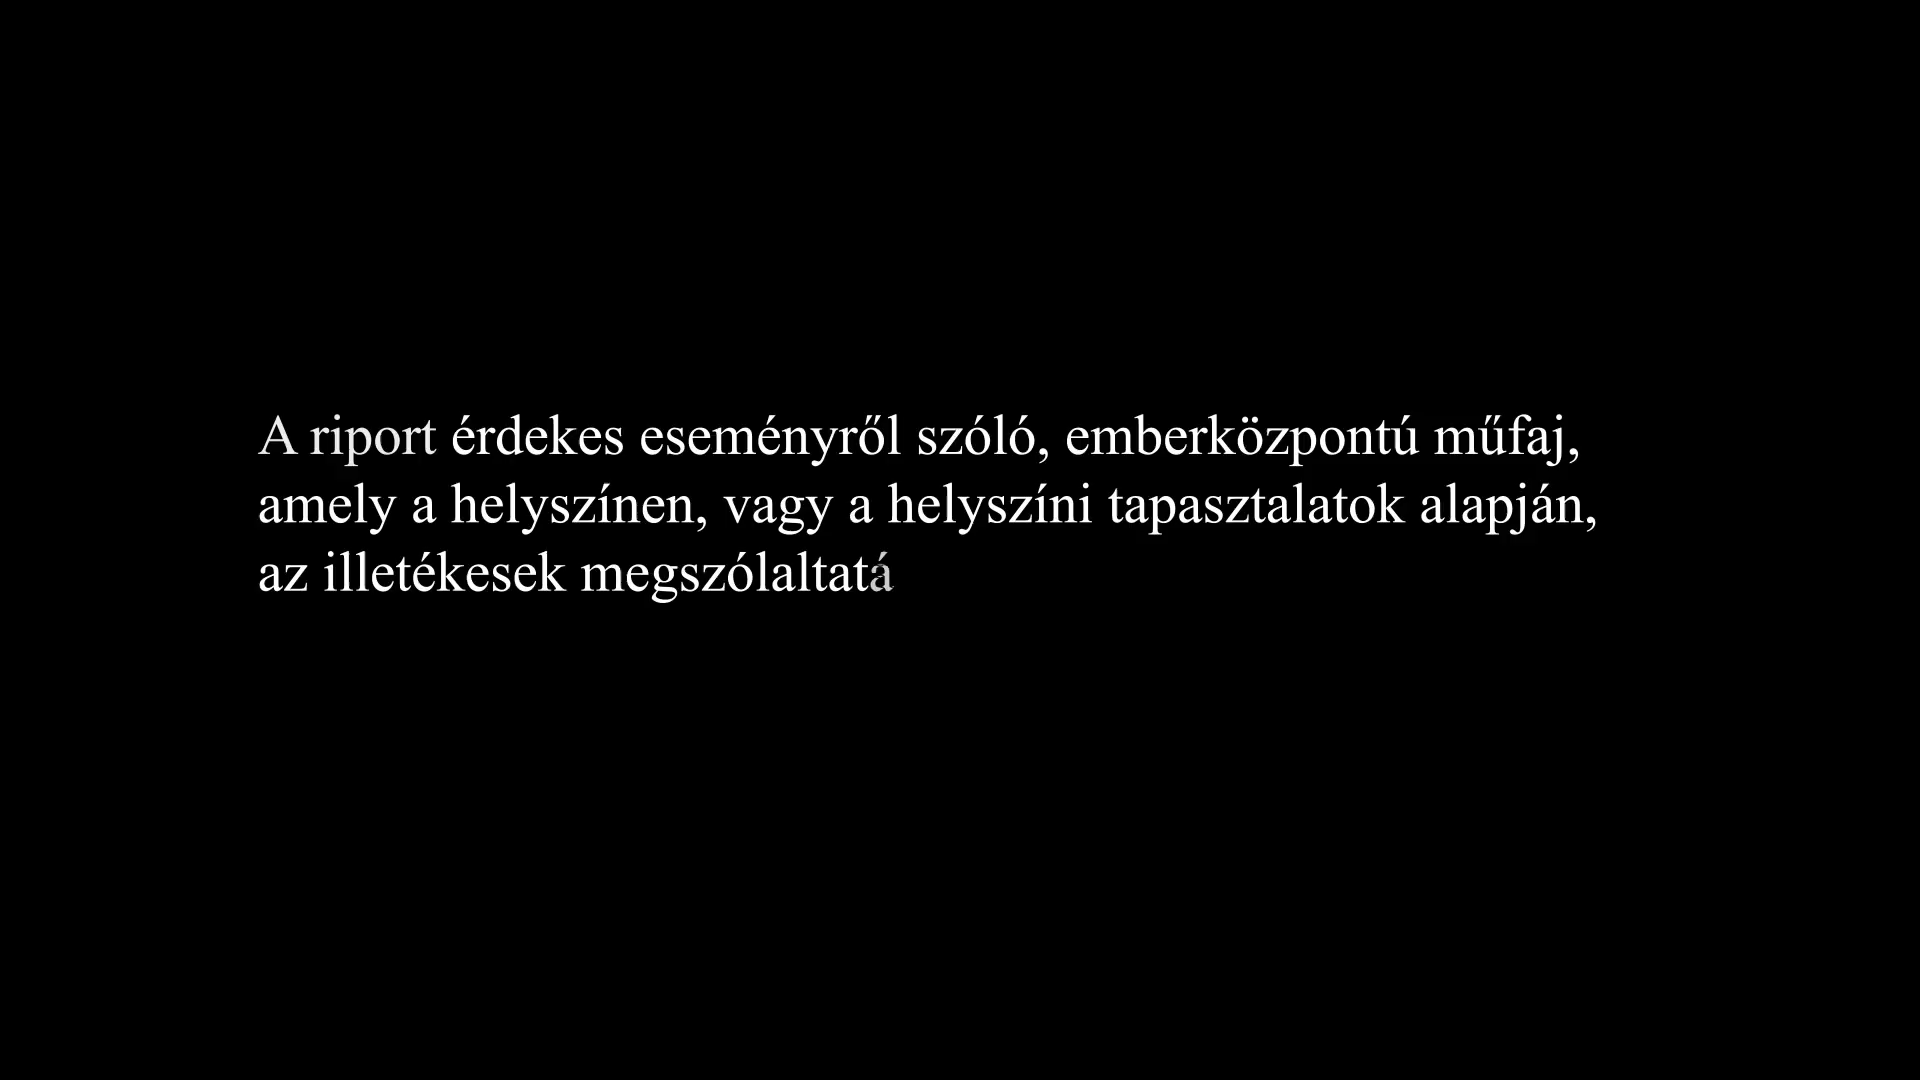 A riport érdekes eseményről szóló, emberközpontú műfaj,
amely a helyszínen, vagy a helyszíni tapasztalatok alapján,
az illetékesek megszólaltatá